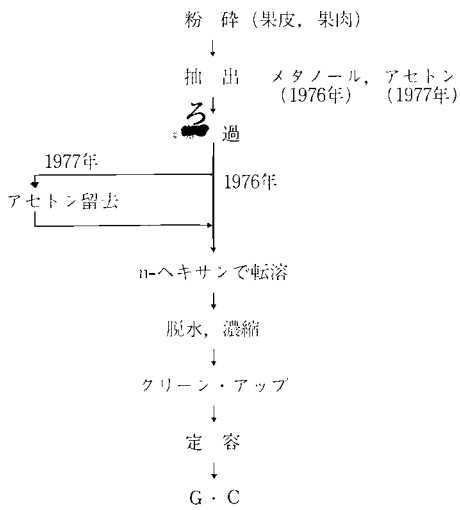 粉 砕 (果皮, 果肉)
抽 出 メタノール, アセトン
(1976年) (1977年)
ろ 過
1977年
1976年
アセトン留去
n-ヘキサンで転溶
脱水, 濃縮
クリーン・アップ
定 容
G・C